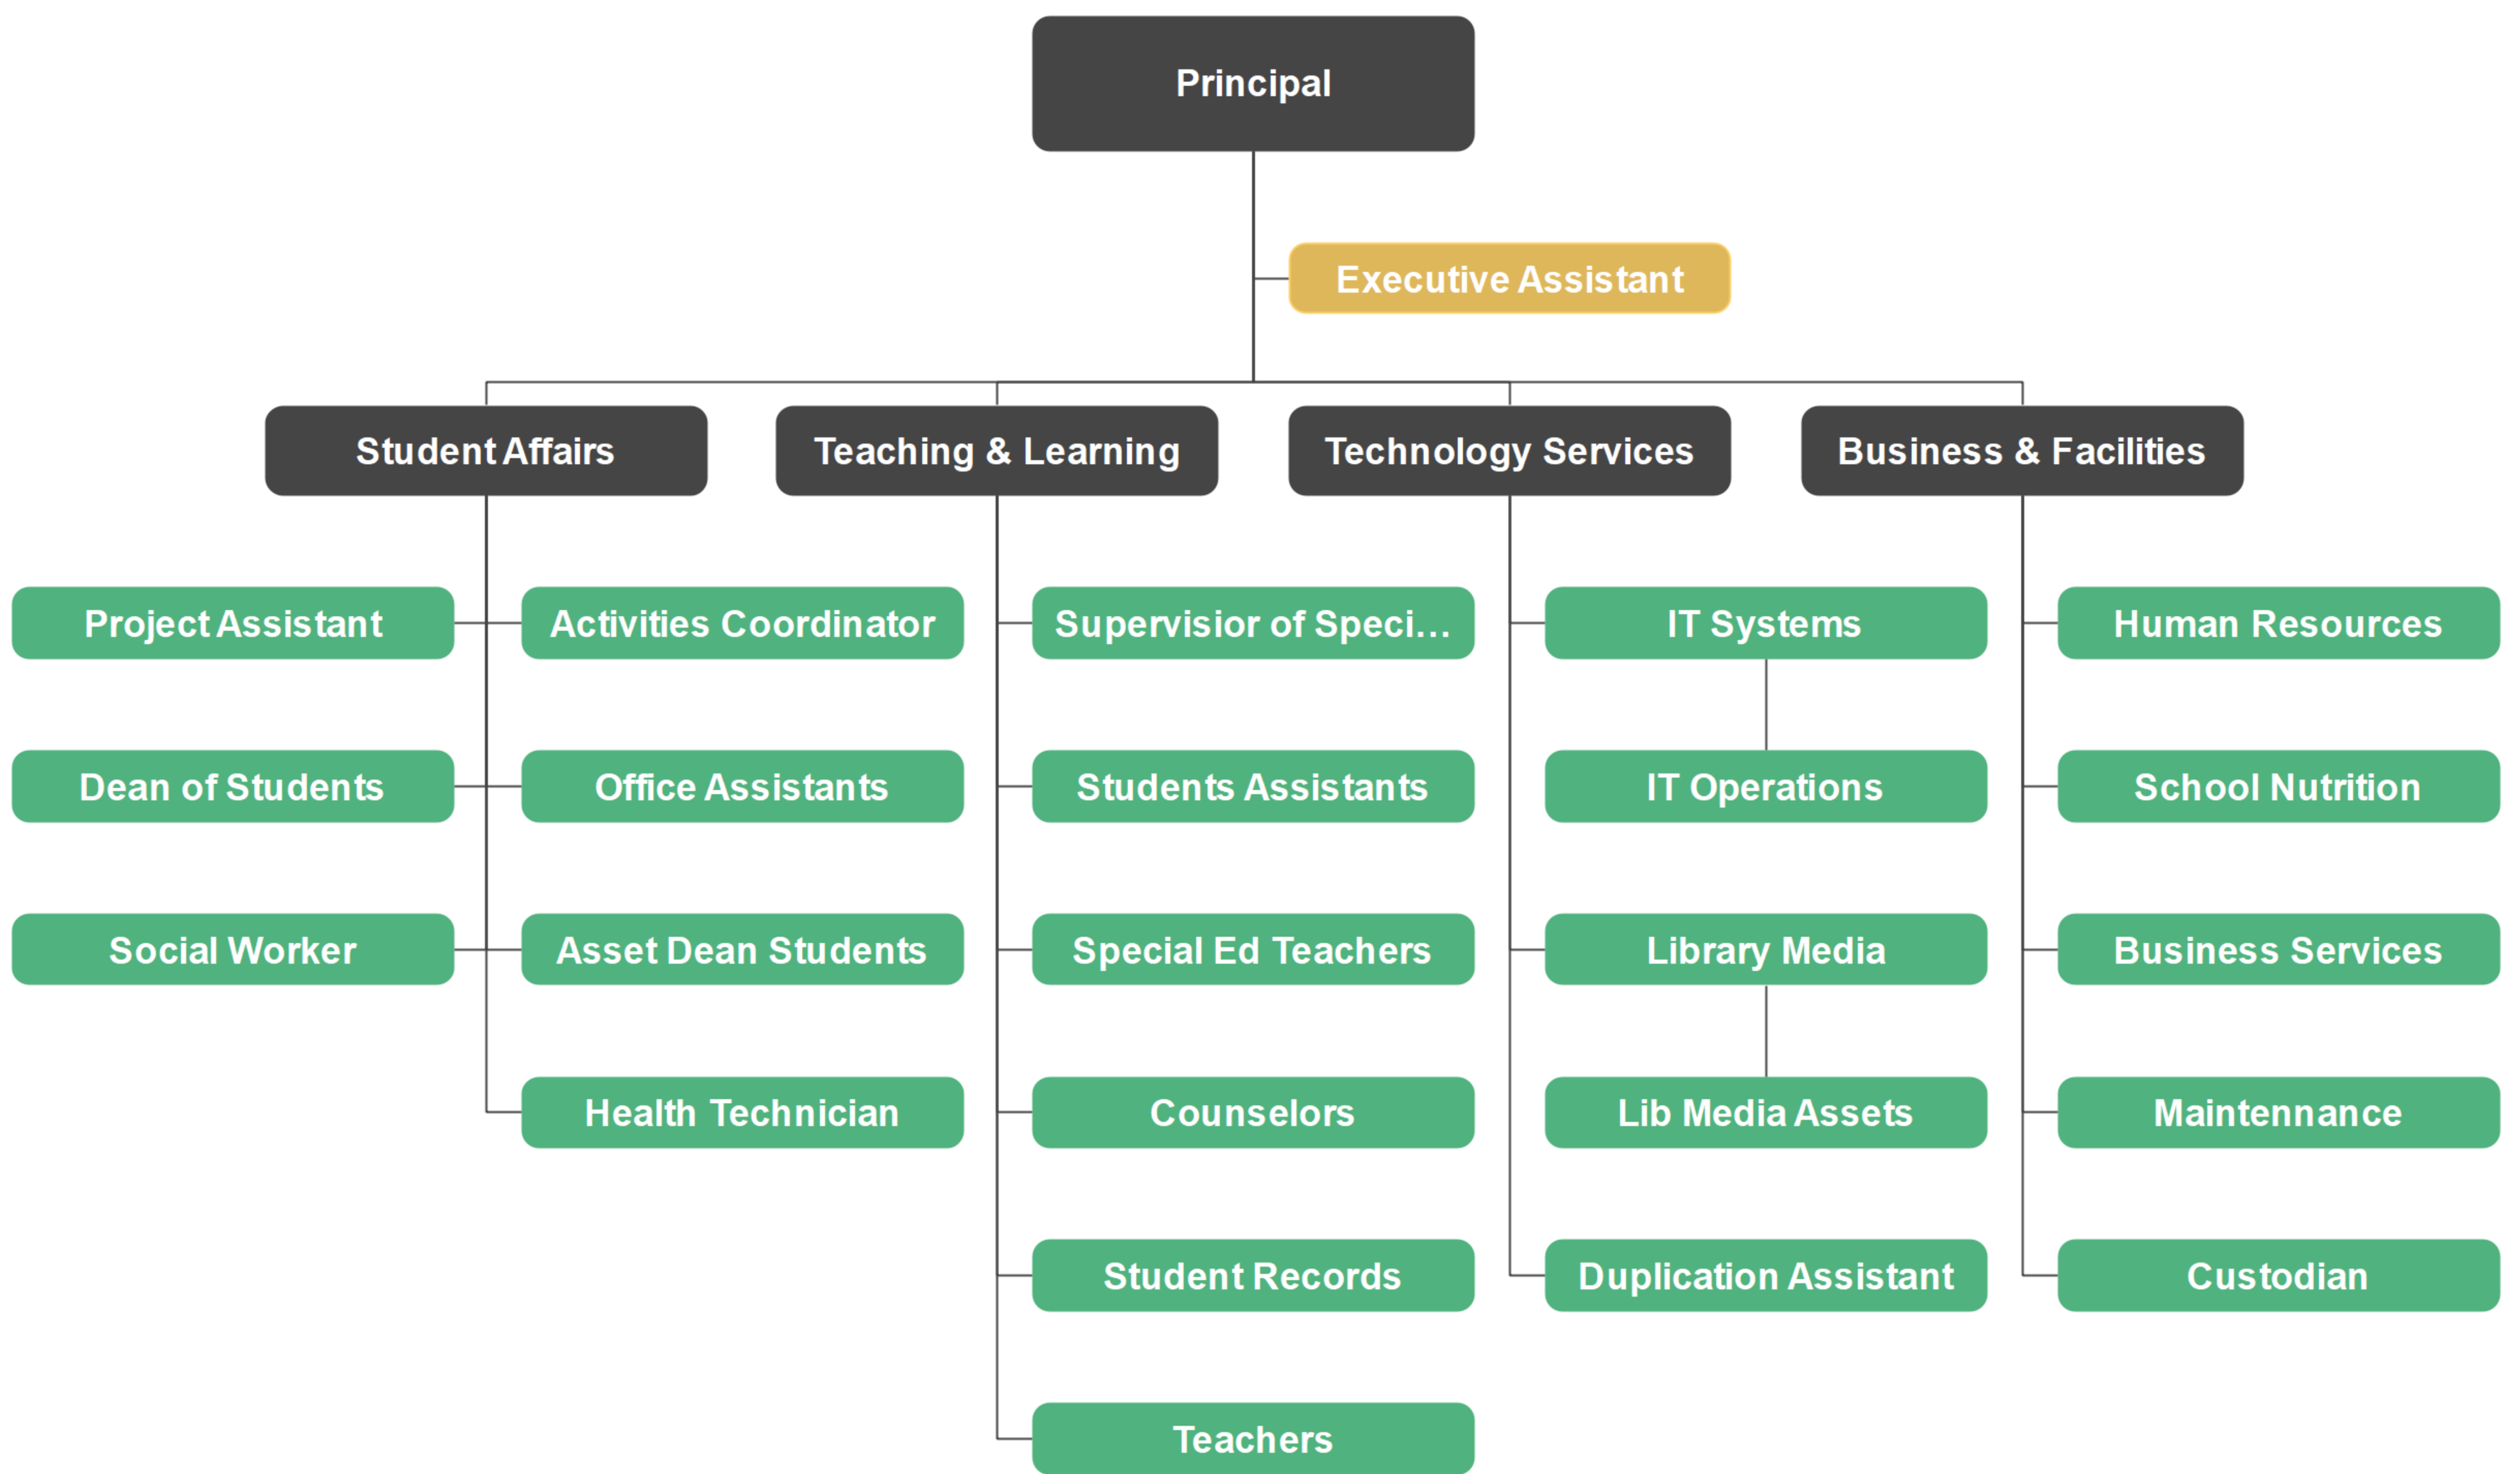 Principal
Executive Assistant
Student Affairs
Teaching & Learning
Technology Services
Business & Facilities
Project Assistant
Activities Coordinator
Supervisior of Speci...
IT Systems
Human Resources
Dean of Students
Office Assistants
Students Assistants
IT Operations
School Nutrition
Social Worker
Asset Dean Students
Special Ed Teachers
Library Media
Business Services
Health Technician
Counselors
Lib Media Assets
Maintennance
Student Records
Duplication Assistant
Custodian
Teachers